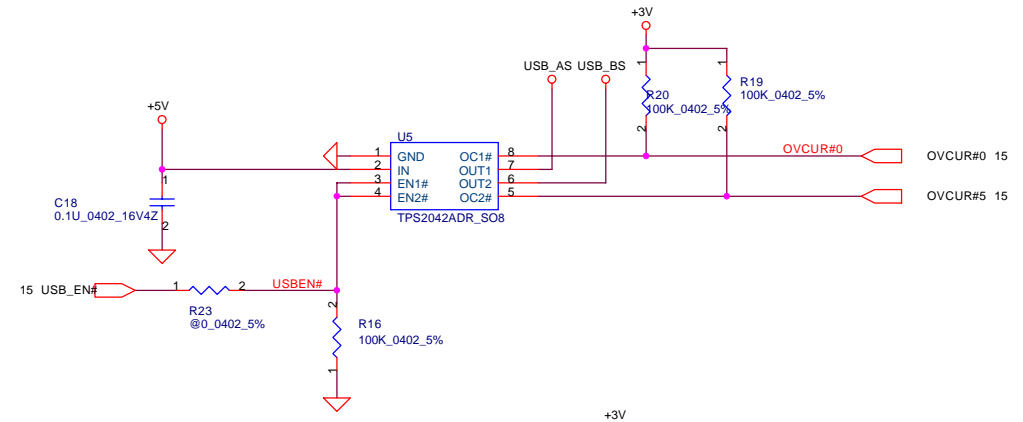 +3V
USB_AS USB_BS
1
1
R20
100K_0402_5%
R19
100K_0402_5%
2
2
+5V
U5
1 GND OC1# 8
2 IN OUT1 7
3 EN1# OUT2 6
4 EN2# OC2# 5
TPS2042ADR_SO8
OVCUR#0
OVCUR#0 15
OVCUR#5 15
1
C18
0.1U_0402_16V4Z
2
15 USB_EN#
1 2
USBEN#
R23
@0_0402_5%
2
R16
100K_0402_5%
1
+3V